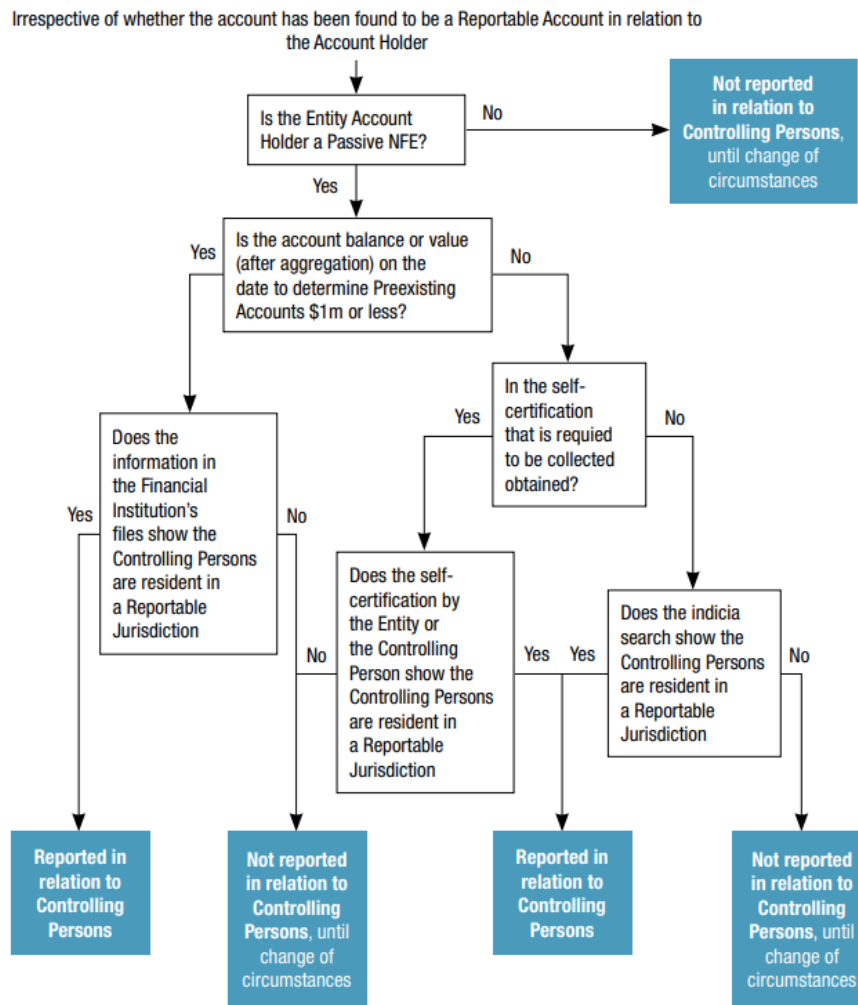 Irrespective of whether the account has been found to be a Reportable Account in relation to
the Account Holder
Is the Entity Account
Holder a Passive NFE?
No
Not reported
in relation to
Controlling Persons,
until change of
circumstances
Yes
Is the account balance or value
(after aggregation) on the
date to determine Preexisting
Accounts $1m or less?
Yes
No
In the self-
certification
that is requied
to be collected
obtained?
Yes
No
Does the
information in
the Financial
Institution's
files show the
Controlling Persons
are resident in
a Reportable
Jurisdiction
Yes
No
Does the self-
certification by
the Entity or
the Controlling
Person show the
Controlling Persons
are resident in
a Reportable
Jurisdiction
No
Yes
Does the indicia
search show the
Controlling Persons
are resident in
a Reportable
Jurisdiction
Yes
No
Reported in
relation to
Controlling
Persons
Not reported
in relation to
Controlling
Persons, until
change of
circumstances
Reported in
relation to
Controlling
Persons
Not reported
in relation to
Controlling
Persons, until
change of
circumstances